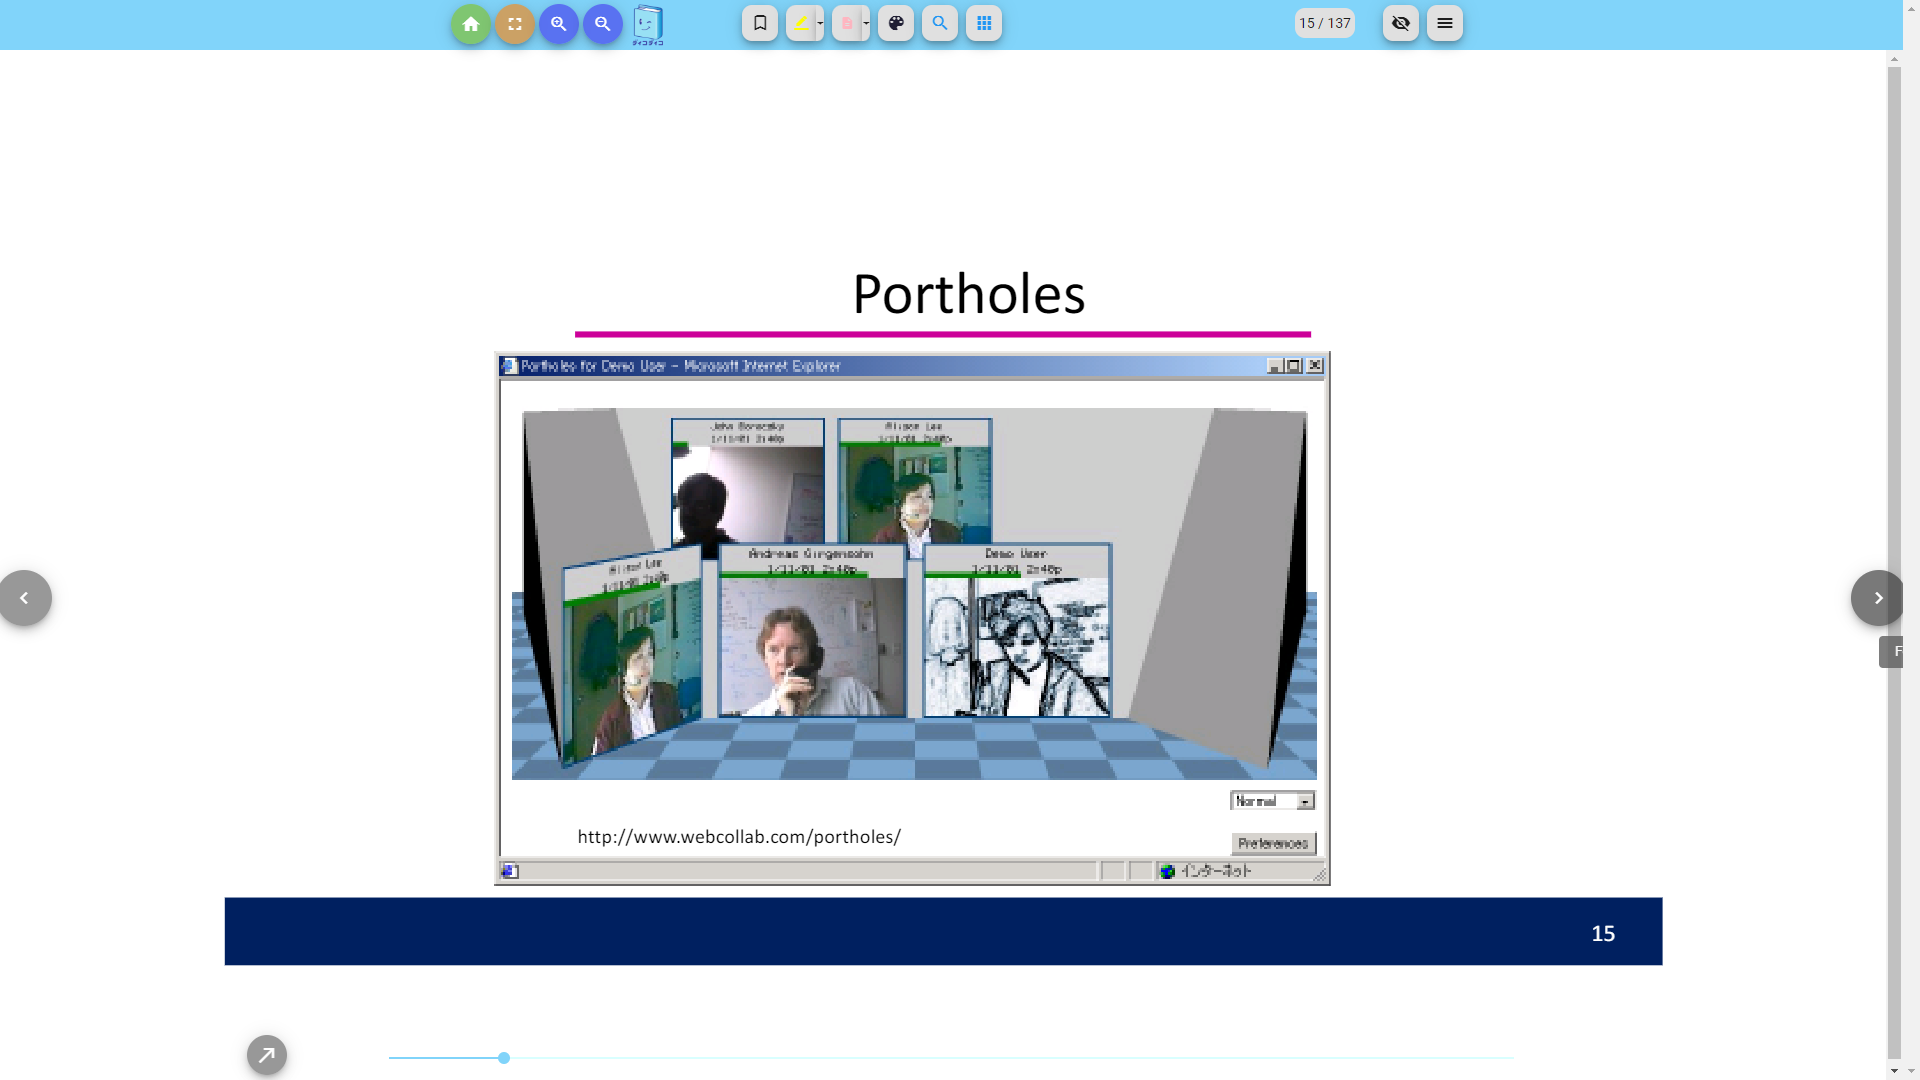 15 / 137
Portholes
Portholes for Demo User - Microsoft Internet Explorer
1/11/01 2:40p
Alison Lee
1/11/01 2:40p
Alison Lee
1/11/01 2:40p
Andreas Girgensohn
1/11/01 2:40p
Demo User
1/11/01 2:40p
Normal
http://www.webcollab.com/portholes/
Preferences
インターネット
15
F